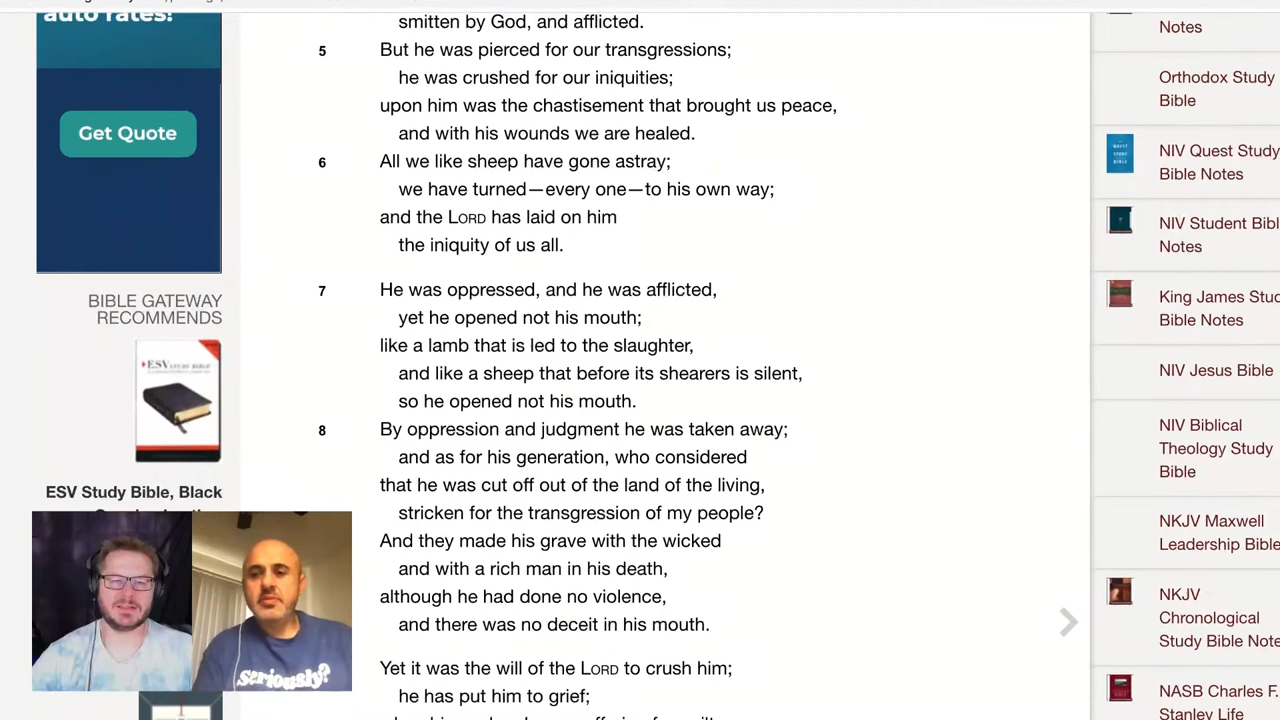 auto rates!
Get Quote
BIBLE GATEWAY
RECOMMENDS
ESV STUDY BIBLE
ESV Study Bible, Black
smitten by God, and afflicted.
5 But he was pierced for our transgressions;
he was crushed for our iniquities;
upon him was the chastisement that brought us peace,
and with his wounds we are healed.
6 All we like sheep have gone astray;
we have turned—every one—to his own way;
and the LORD has laid on him
the iniquity of us all.
7 He was oppressed, and he was afflicted,
yet he opened not his mouth;
like a lamb that is led to the slaughter,
and like a sheep that before its shearers is silent,
so he opened not his mouth.
8 By oppression and judgment he was taken away;
and as for his generation, who considered
that he was cut off out of the land of the living,
stricken for the transgression of my people?
And they made his grave with the wicked
and with a rich man in his death,
although he had done no violence,
and there was no deceit in his mouth.
Yet it was the will of the LORD to crush him;
he has put him to grief;
seriously?
Notes
Orthodox Study
Bible
NIV Quest Study
Bible Notes
NIV Student Bibl
Notes
King James Stud
Bible Notes
NIV Jesus Bible
NIV Biblical
Theology Study
Bible
NKJV Maxwell
Leadership Bible
NKJV
Chronological
Study Bible Note
NASB Charles F.
Stanley Life